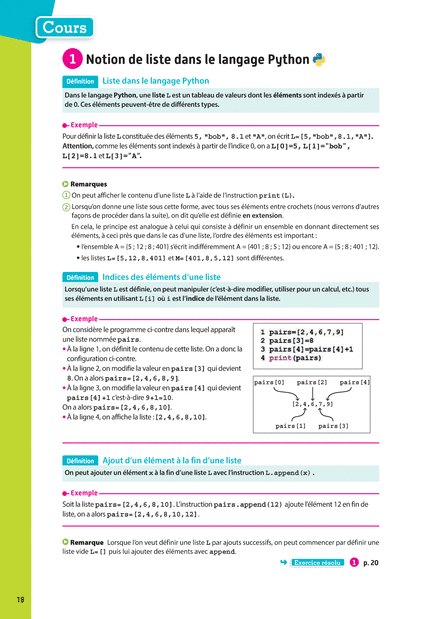 Cours
1 Notion de liste dans le langage Python
Définition Liste dans le langage Python
Dans le langage Python, une liste L est un tableau de valeurs dont les éléments sont indexés à partir
de 0. Ces éléments peuvent-être de différents types.
Exemple
Pour définir la liste L constituée des éléments 5, "bob", 8.1 et "A", on écrit L=[5,"bob",8.1,"A"].
Attention, comme les éléments sont indexés à partir de l'indice 0, on a L[0]=5, L[1]="bob",
L[2]=8.1 et L[3]="A".
Remarques
1 On peut afficher le contenu d'une liste L à l'aide de l'instruction print(L).
2 Lorsqu'on donne une liste sous cette forme, avec tous ses éléments entre crochets (nous verrons d'autres
façons de procéder dans la suite), on dit qu'elle est définie en extension.
En cela, le principe est analogue à celui qui consiste à définir un ensemble en donnant directement ses
éléments, à ceci près que dans le cas d'une liste, l'ordre des éléments est important :
• l'ensemble A = {5 ; 12 ; 8 ; 401} s'écrit indifféremment A = {401 ; 8 ; 5 ; 12} ou encore A = {5 ; 8 ; 401 ; 12}.
• les listes L=[5,12,8,401] et M=[401,8,5,12] sont différentes.
Définition Indices des éléments d'une liste
Lorsqu'une liste L est définie, on peut manipuler (c'est-à-dire modifier, utiliser pour un calcul, etc.) tous
ses éléments en utilisant L[i] où i est l'indice de l'élément dans la liste.
Exemple
On considère le programme ci-contre dans lequel apparaît
une liste nommée pairs.
• À la ligne 1, on définit le contenu de cette liste. On a donc la
configuration ci-contre.
• À la ligne 2, on modifie la valeur en pairs[3] qui devient
8. On a alors pairs=[2,4,6,8,9].
• À la ligne 3, on modifie la valeur en pairs[4] qui devient
pairs[4]+1 c'est-à-dire 9+1=10.
On a alors pairs=[2,4,6,8,10].
• À la ligne 4, on affiche la liste : [2,4,6,8,10].
1 pairs=[2,4,6,7,9]
2 pairs[3]=8
3 pairs[4]=pairs[4]+1
4 print(pairs)
pairs[0] pairs[2] pairs[4]
[2,4,6,7,9]
pairs[1] pairs[3]
Définition Ajout d'un élément à la fin d'une liste
On peut ajouter un élément x à la fin d'une liste L avec l'instruction L.append(x).
Exemple
Soit la liste pairs=[2,4,6,8,10]. L'instruction pairs.append(12) ajoute l'élément 12 en fin de
liste, on a alors pairs=[2,4,6,8,10,12].
Remarque Lorsque l'on veut définir une liste L par ajouts successifs, on peut commencer par définir une
liste vide L=[] puis lui ajouter des éléments avec append.
Exercice résolu 1 p. 20
18